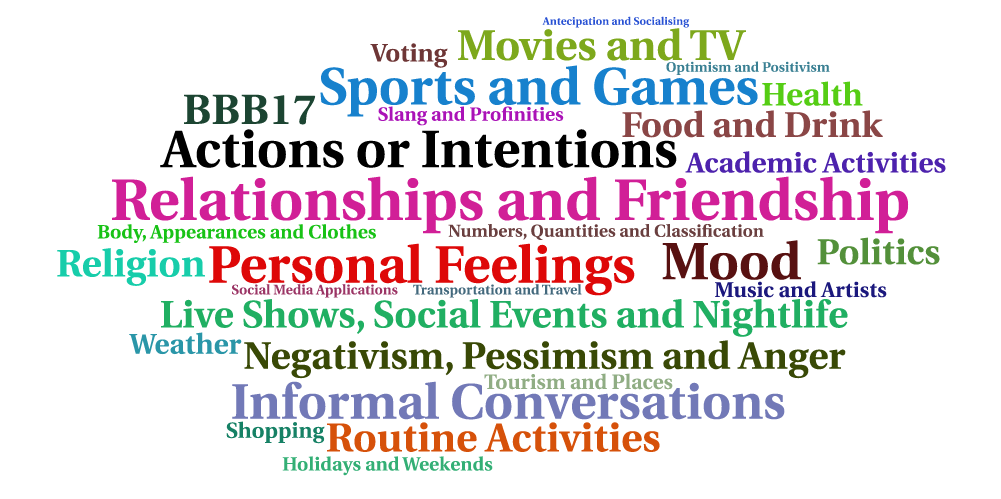 Antecipation and Socialising
Voting
Movies and TV
Optimism and Positivism
Sports and Games
Health
BBB17
Slang and Profinities
Food and Drink
Actions or Intentions
Academic Activities
Relationships and Friendship
Body, Appearances and Clothes
Numbers, Quantities and Classification
Religion
Personal Feelings
Mood
Politics
Social Media Applications
Transportation and Travel
Music and Artists
Live Shows, Social Events and Nightlife
Weather
Negativism, Pessimism and Anger
Tourism and Places
Informal Conversations
Shopping
Routine Activities
Holidays and Weekends